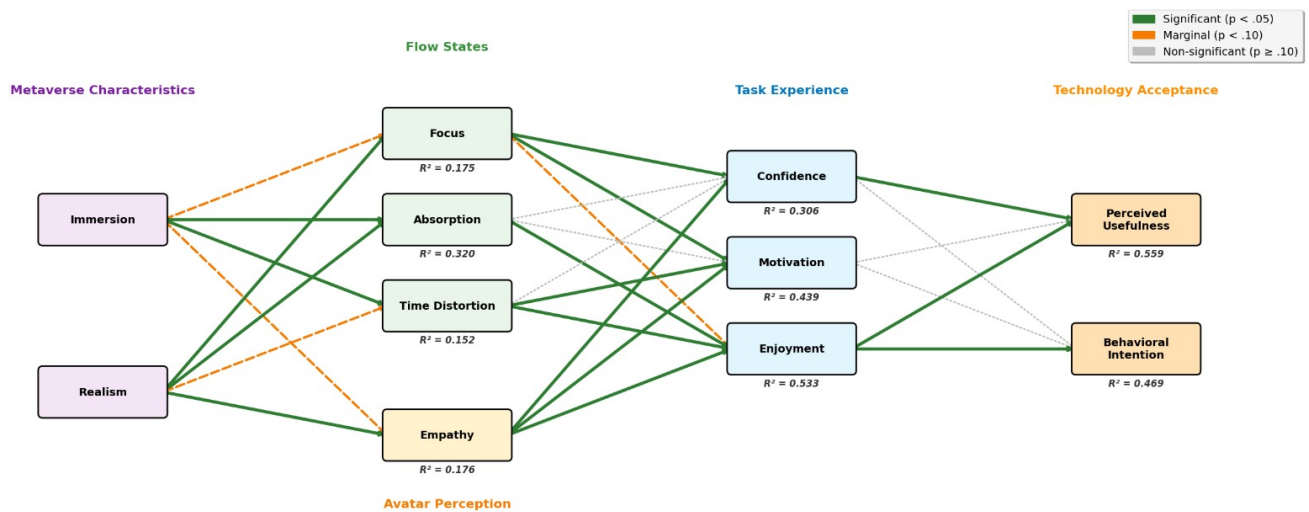 Significant (p < .05)
Marginal (p < .10)
Non-significant (p ≥ .10)
Flow States
Metaverse Characteristics
Task Experience
Technology Acceptance
Focus
R² = 0.175
Immersion
Absorption
R² = 0.320
Time Distortion
R² = 0.152
Realism
Empathy
R² = 0.176
Avatar Perception
Confidence
R² = 0.306
Motivation
R² = 0.439
Enjoyment
R² = 0.533
Perceived
Usefulness
R² = 0.559
Behavioral
Intention
R² = 0.469